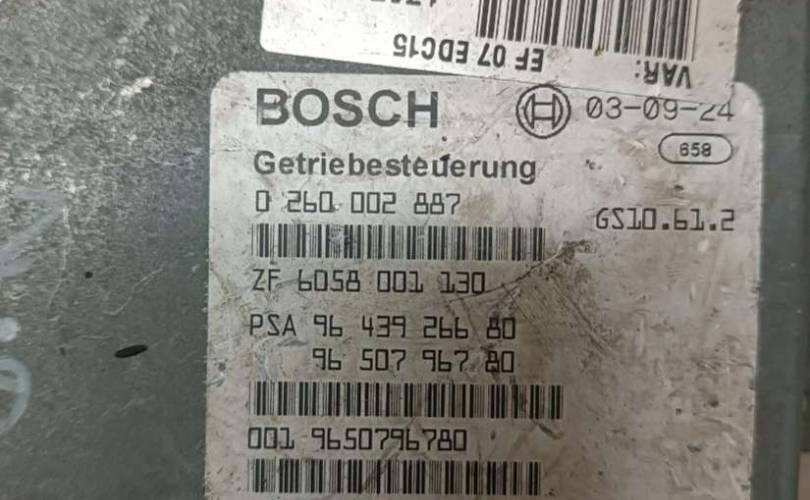 VAR:
EF 07 EDC15
BOSCH
03-09-24
658
Getriebesteuerung
0 260 002 887
GS10.61.2
ZF 6058 001 130
PSA 96 439 266 80
96 507 967 80
001 9650796780